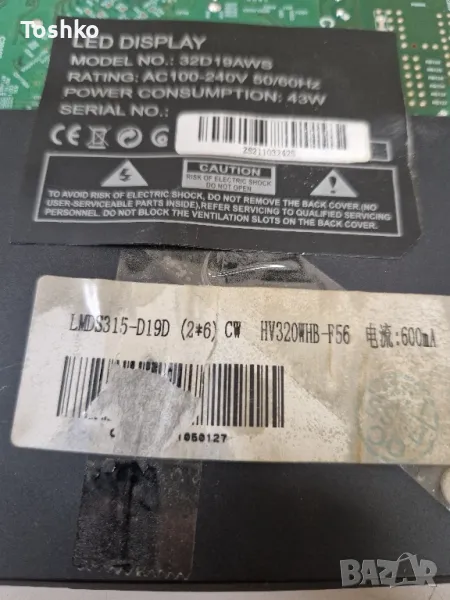 Toshko
LED DISPLAY
MODEL NO.: 32D19AWS
RATING: AC100-240V 50/60Hz
POWER CONSUMPTION: 43W
SERIAL NO.:
CAUTION
RISK OF ELECTRIC SHOCK
DO NOT OPEN
TO AVOID RISK OF ELECTRIC SHOCK, DO NOT REMOVE THE BACK COVER.(NO
USER-SERVICEABLE PARTS INSIDE), REFER SERVICING TO QUALIFIED SERVICING
PERSONNEL. DO NOT BLOCK THE VENTILATION SLOTS ON THE BACK COVER.
LMDS315-D19D (2*6) CW HV320WHB-F56 电流:600mA
1050127
BAZAR